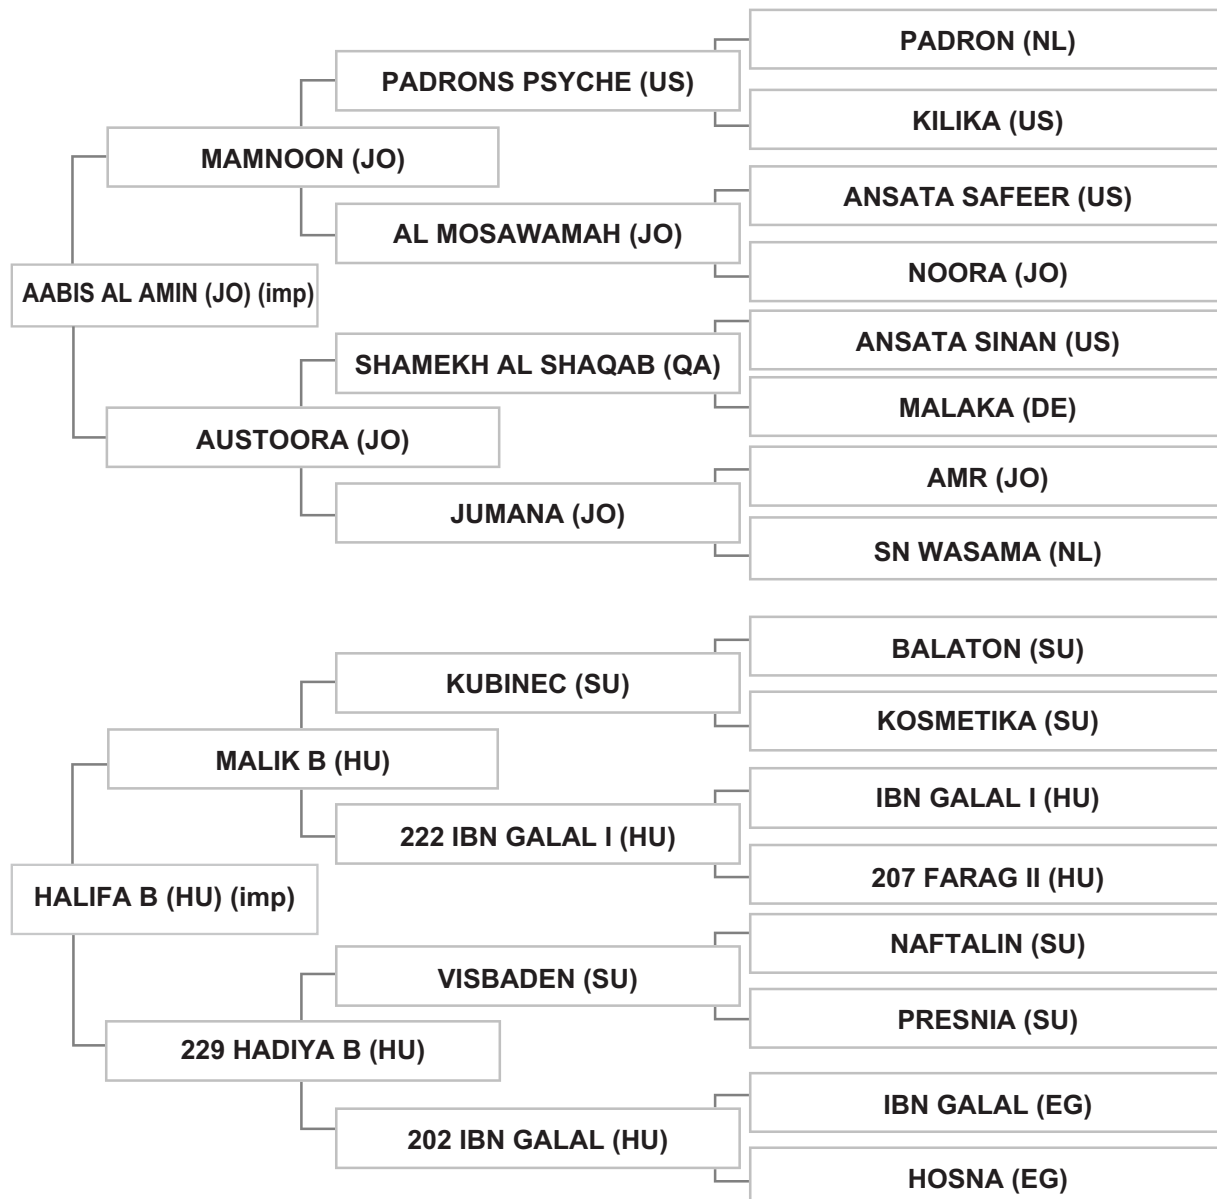 PADRON (NL)
PADRONS PSYCHE (US)
KILIKA (US)
MAMNOON (JO)
ANSATA SAFEER (US)
AL MOSAWAMAH (JO)
NOORA (JO)
AABIS AL AMIN (JO) (imp)
ANSATA SINAN (US)
SHAMEKH AL SHAQAB (QA)
MALAKA (DE)
AUSTOORA (JO)
AMR (JO)
JUMANA (JO)
SN WASAMA (NL)
BALATON (SU)
KUBINEC (SU)
KOSMETIKA (SU)
MALIK B (HU)
IBN GALAL I (HU)
222 IBN GALAL I (HU)
207 FARAG II (HU)
HALIFA B (HU) (imp)
NAFTALIN (SU)
VISBADEN (SU)
PRESNIA (SU)
229 HADIYA B (HU)
IBN GALAL (EG)
202 IBN GALAL (HU)
HOSNA (EG)